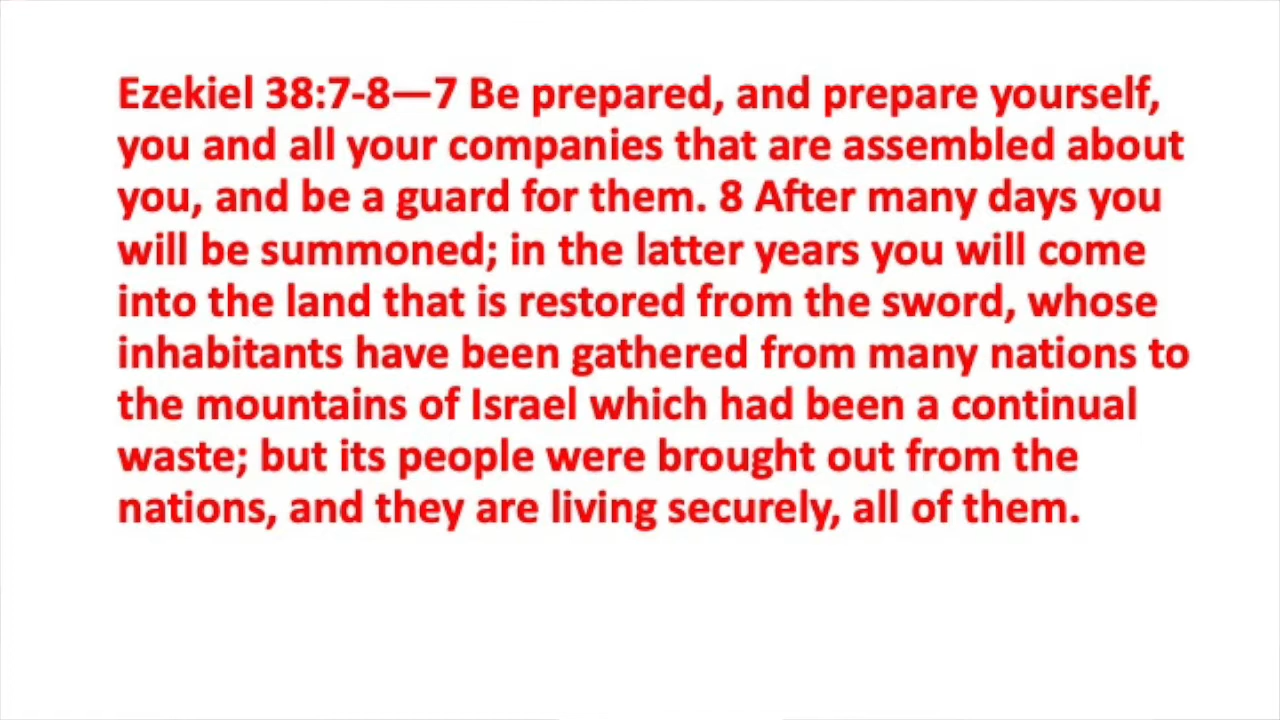 Ezekiel 38:7-8—7 Be prepared, and prepare yourself,
you and all your companies that are assembled about
you, and be a guard for them. 8 After many days you
will be summoned; in the latter years you will come
into the land that is restored from the sword, whose
inhabitants have been gathered from many nations to
the mountains of Israel which had been a continual
waste; but its people were brought out from the
nations, and they are living securely, all of them.